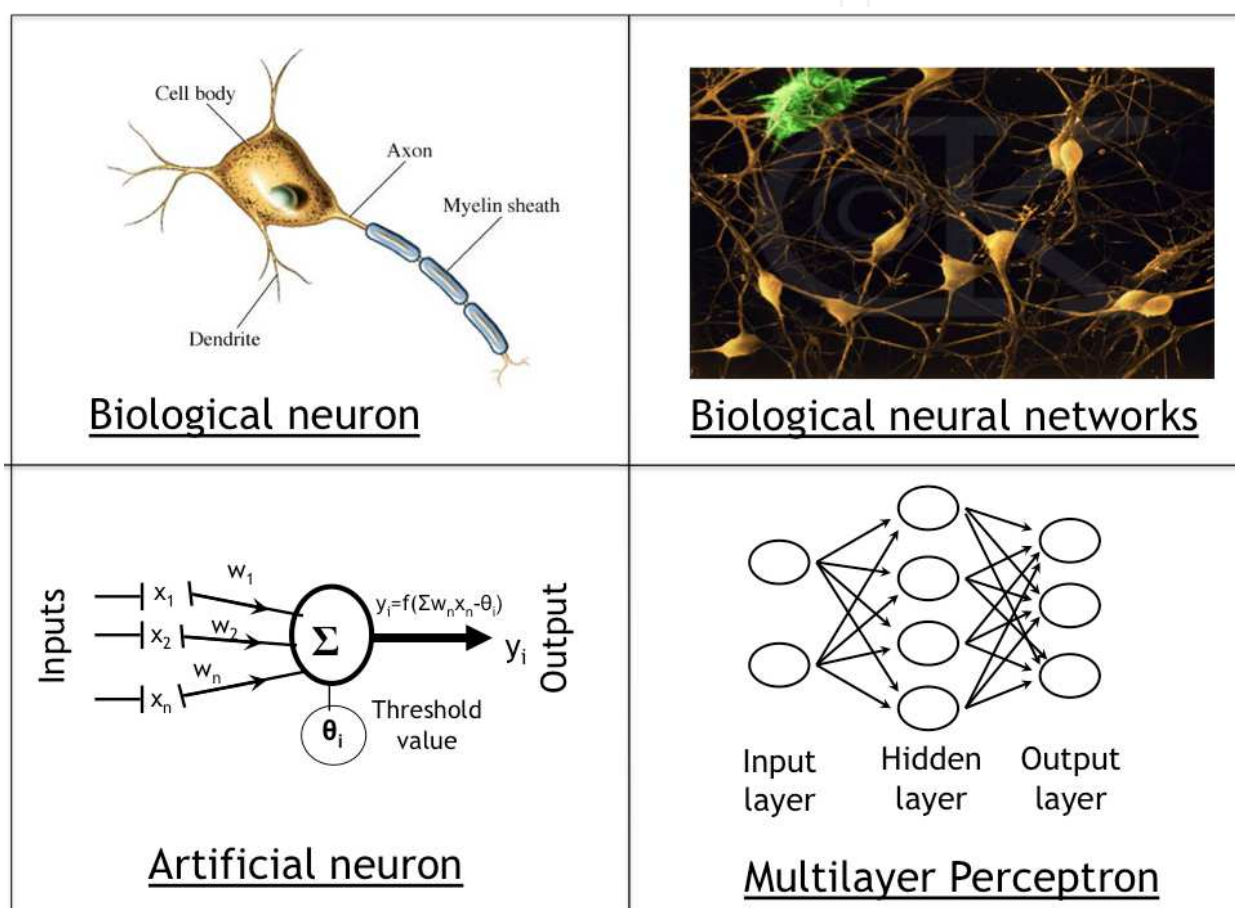 Cell body
Axon
Myelin sheath
Dendrite
Biological neuron
©
Biological neural networks
Inputs
x₁
x₂
xₙ
w₁
w₂
wₙ
Σ
θᵢ
Threshold
value
yᵢ=f(Σwₙxₙ-θᵢ)
yᵢ
Output
Artificial neuron
Input
layer
Hidden
layer
Output
layer
Multilayer Perceptron